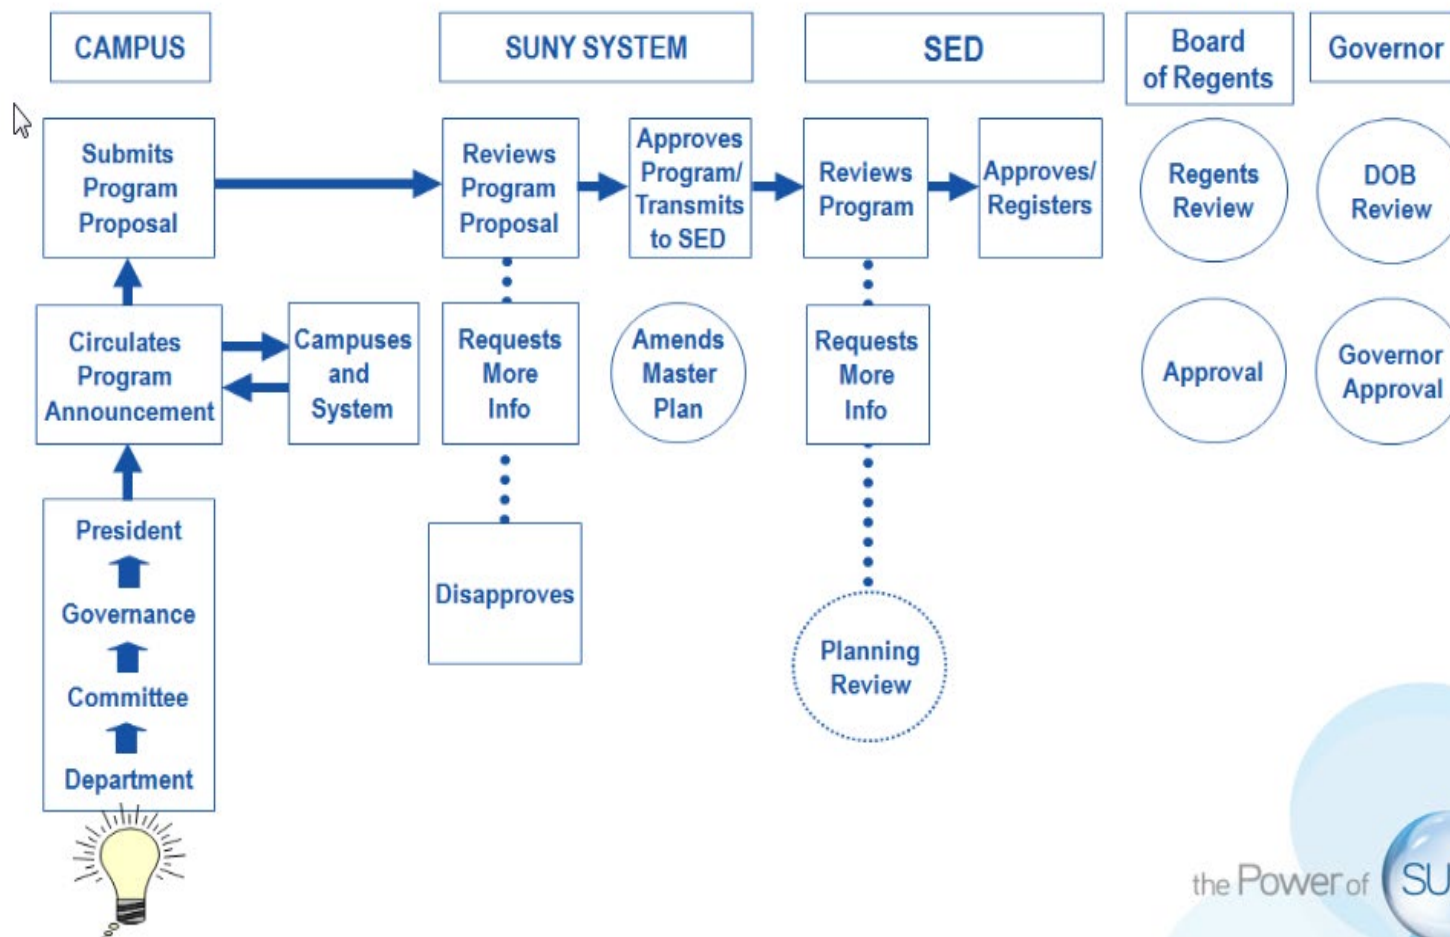 CAMPUS
SUNY SYSTEM
SED
Board
of Regents
Governor
Submits
Program
Proposal
Reviews
Program
Proposal
Approves
Program/
Transmits
to SED
Reviews
Program
Approves/
Registers
Regents
Review
DOB
Review
Circulates
Program
Announcement
Campuses
and
System
Requests
More
Info
Amends
Master
Plan
Requests
More
Info
Approval
Governor
Approval
President
Governance
Committee
Department
Disapproves
Planning
Review
the Power of SU